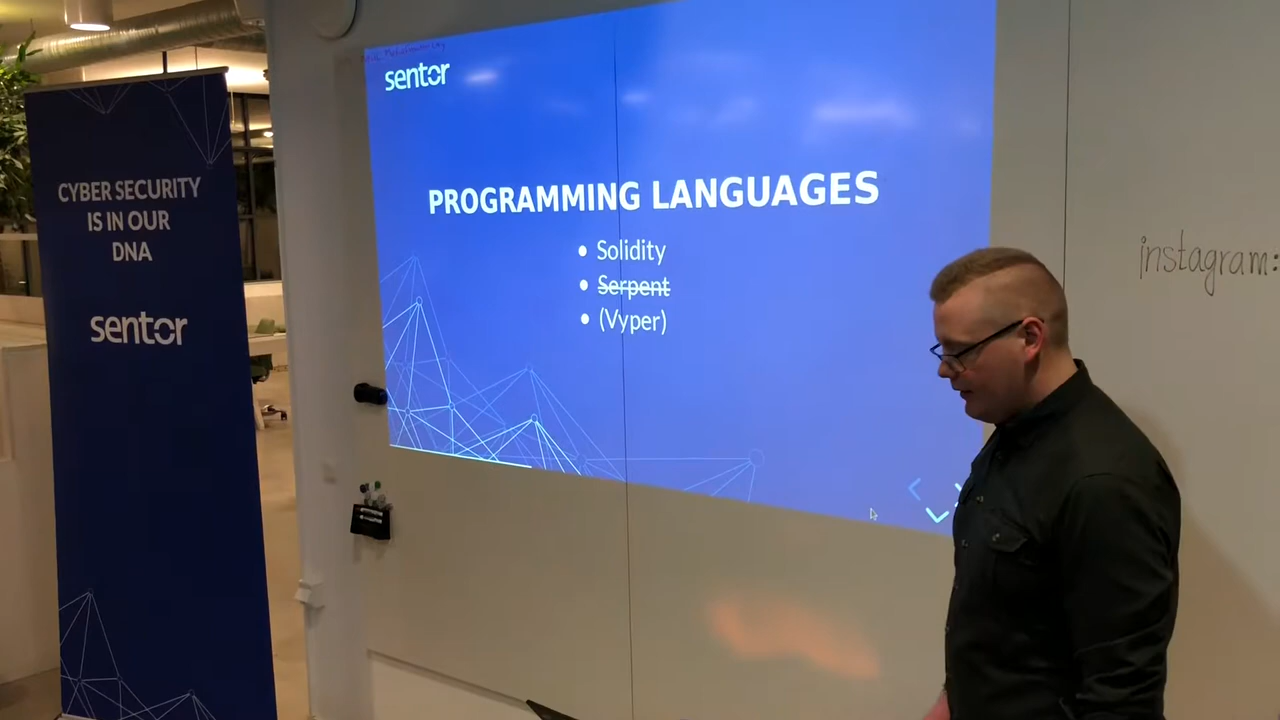 CYBER SECURITY
IS IN OUR
DNA
sentor
sentor
PROGRAMMING LANGUAGES
Solidity
Serpent
(Vyper)
instagram: